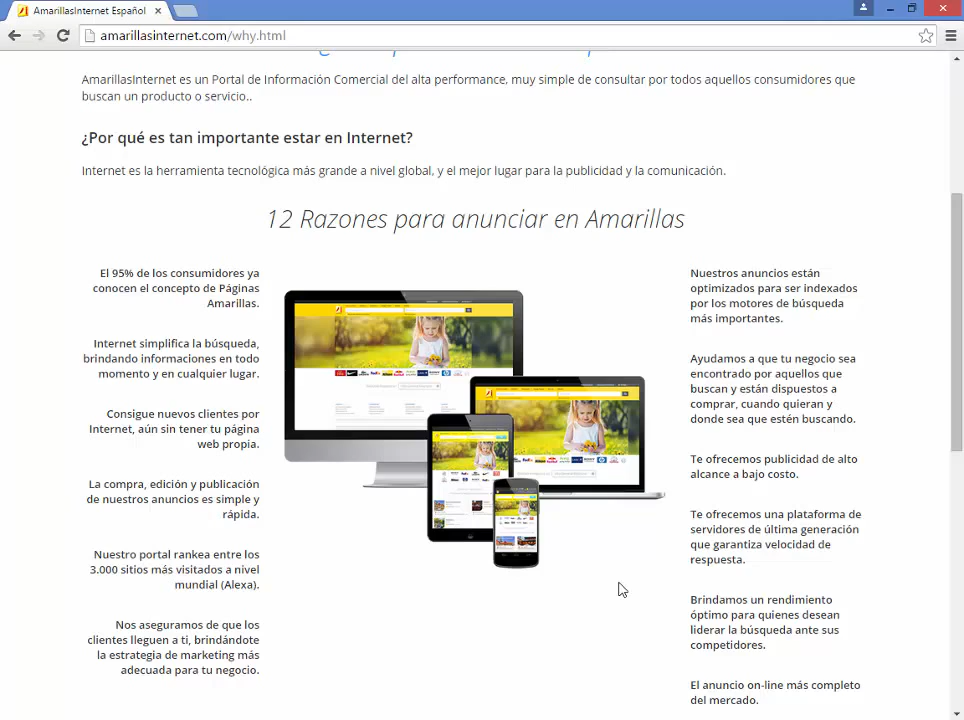 AmarillasInternet Español
amarillasinternet.com/why.html
AmarillasInternet es un Portal de Información Comercial del alta performance, muy simple de consultar por todos aquellos consumidores que
buscan un producto o servicio..
¿Por qué es tan importante estar en Internet?
Internet es la herramienta tecnológica más grande a nivel global, y el mejor lugar para la publicidad y la comunicación.
12 Razones para anunciar en Amarillas
El 95% de los consumidores ya
conocen el concepto de Páginas
Amarillas.
Internet simplifica la búsqueda,
brindando informaciones en todo
momento y en cualquier lugar.
Consigue nuevos clientes por
Internet, aún sin tener tu página
web propia.
La compra, edición y publicación
de nuestros anuncios es simple y
rápida.
Nuestro portal rankea entre los
3.000 sitios más visitados a nivel
mundial (Alexa).
Nos aseguramos de que los
clientes lleguen a ti, brindándote
la estrategia de marketing más
adecuada para tu negocio.
Nuestros anuncios están
optimizados para ser indexados
por los motores de búsqueda
más importantes.
Ayudamos a que tu negocio sea
encontrado por aquellos que
buscan y están dispuestos a
comprar, cuando quieran y
donde sea que estén buscando.
Te ofrecemos publicidad de alto
alcance a bajo costo.
Te ofrecemos una plataforma de
servidores de última generación
que garantiza velocidad de
respuesta.
Brindamos un rendimiento
óptimo para quienes desean
liderar la búsqueda ante sus
competidores.
El anuncio on-line más completo
del mercado.